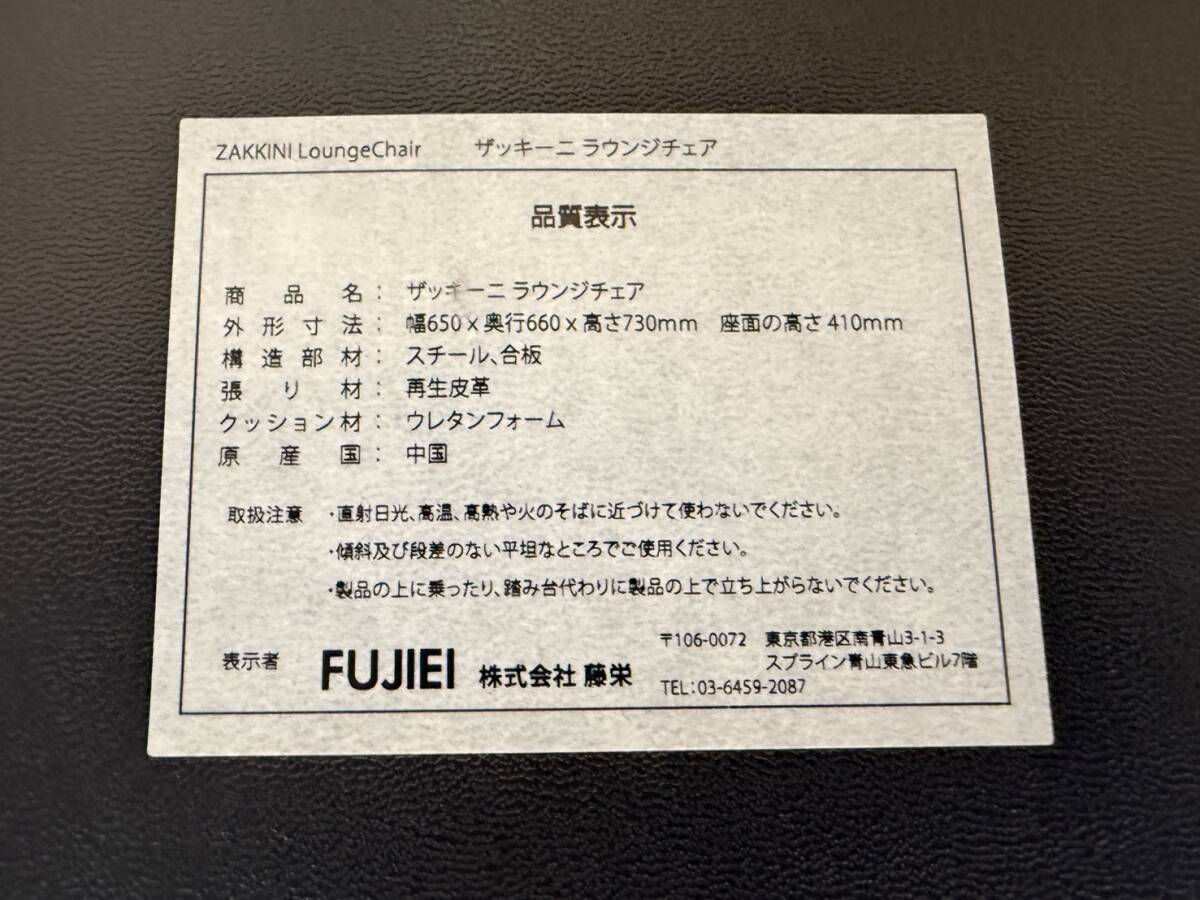 ZAKKINI LoungeChair ザッキーニ ラウンジチェア
品質表示
商品名： ザッキーニ ラウンジチェア
外形寸法： 幅650 x 奥行660 x 高さ730mm 座面の高さ 410mm
構造部材： スチール、合板
張り材： 再生皮革
クッション材： ウレタンフォーム
原産国： 中国
取扱注意 ・直射日光、高温、高熱や火のそばに近づけて使わないでください。
・傾斜及び段差のない平坦なところでご使用ください。
・製品の上に乗ったり、踏み台代わりに製品の上で立ち上がらないでください。
表示者 FUJIEI 株式会社 藤栄
〒106-0072 東京都港区南青山3-1-3
スプライン青山東急ビル7階
TEL:03-6459-2087